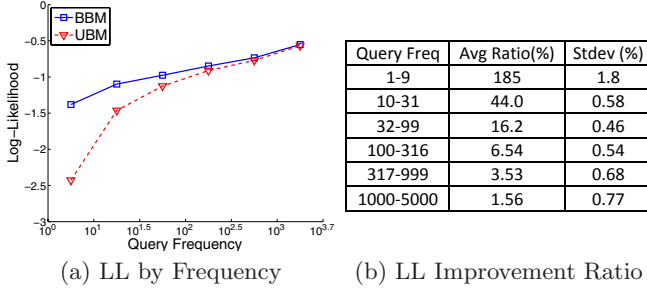 BBM
UBM
0
−0.5
−1
−1.5
−2
−2.5
−3
Log−Likelihood
10^0 10^1 10^1.5 10^2 10^2.5 10^3 10^3.7
Query Frequency
(a) LL by Frequency
Query Freq Avg Ratio(%) Stdev (%)
1-9 185 1.8
10-31 44.0 0.58
32-99 16.2 0.46
100-316 6.54 0.54
317-999 3.53 0.68
1000-5000 1.56 0.77
(b) LL Improvement Ratio